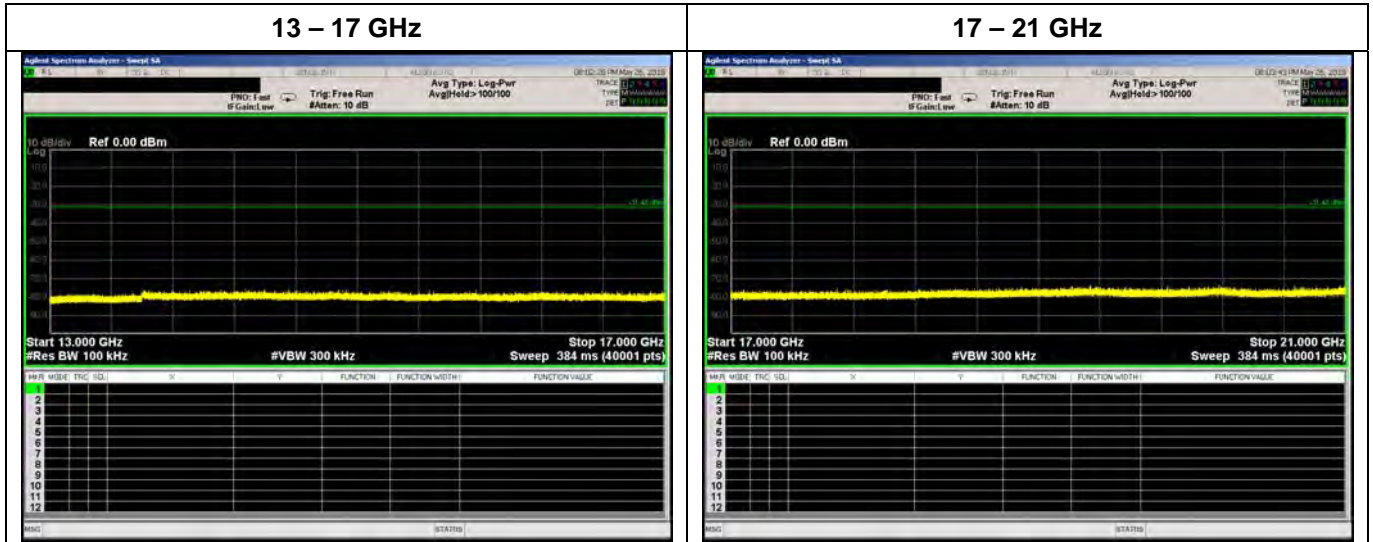 13 – 17 GHz
17 – 21 GHz
Agilent Spectrum Analyzer - Swept SA
Avg Type: Log-Pwr
TRACE
PNO: Fast
Trig: Free Run
Avg|Hold>100/100
TYPE
IFGain:Low
#Atten: 10 dB
DET
10 dB/div
Ref 0.00 dBm
Log
Start 13.000 GHz
Stop 17.000 GHz
#Res BW 100 kHz
#VBW 300 kHz
Sweep 384 ms (40001 pts)
MKR MODE TRC SCL X Y FUNCTION FUNCTION WIDTH FUNCTION VALUE
1
2
3
4
5
6
7
8
9
10
11
12
MSG
STATUS
Agilent Spectrum Analyzer - Swept SA
Avg Type: Log-Pwr
TRACE
PNO: Fast
Trig: Free Run
Avg|Hold>100/100
TYPE
IFGain:Low
#Atten: 10 dB
DET
10 dB/div
Ref 0.00 dBm
Log
Start 17.000 GHz
Stop 21.000 GHz
#Res BW 100 kHz
#VBW 300 kHz
Sweep 384 ms (40001 pts)
MKR MODE TRC SCL X Y FUNCTION FUNCTION WIDTH FUNCTION VALUE
1
2
3
4
5
6
7
8
9
10
11
12
MSG
STATUS